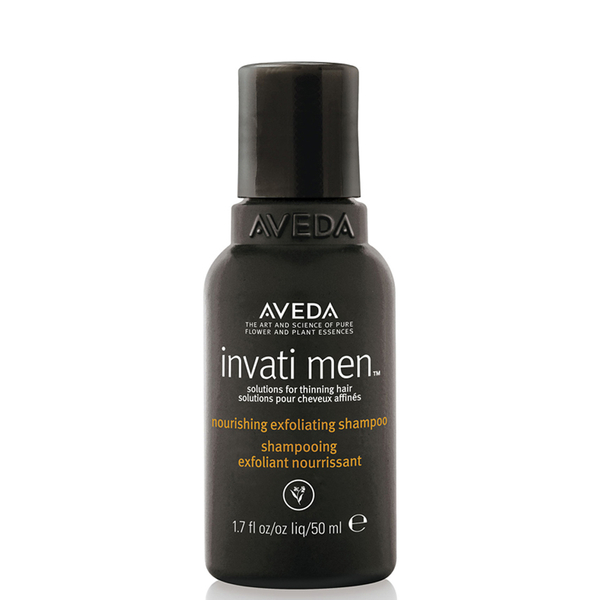 AVEDA
AVEDA
THE ART AND SCIENCE OF PURE
FLOWER AND PLANT ESSENCES
invati men™
solutions for thinning hair
solutions pour cheveux affinés
nourishing exfoliating shampoo
shampooing
exfoliant nourrissant
1.7 fl oz/oz liq/50 ml ℮